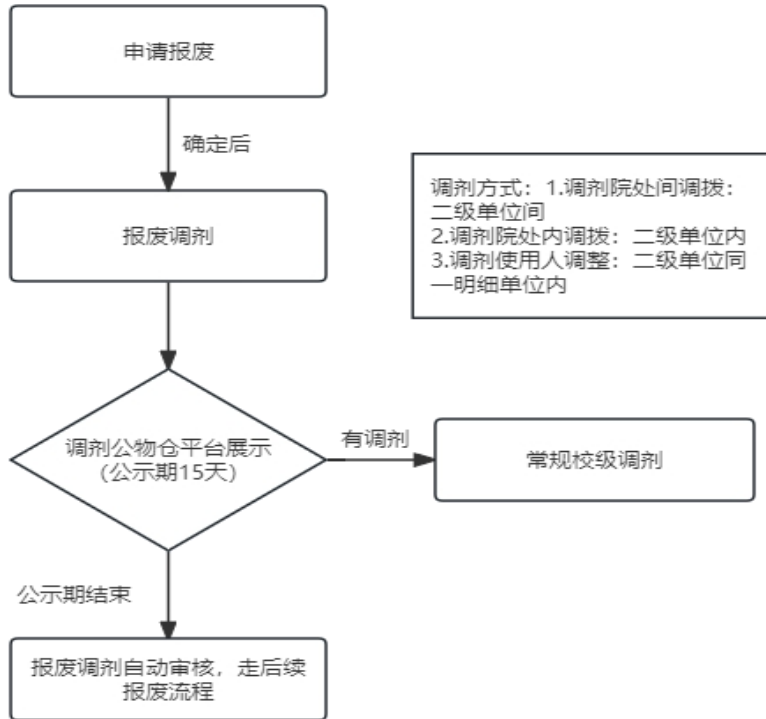 申请报废
确定后
报废调剂
调剂方式：1.调剂院处间调拨：
二级单位间
2.调剂院处内调拨：二级单位内
3.调剂使用人调整：二级单位同
一明细单位内
调剂公物仓平台展示
（公示期15天）
有调剂
常规校级调剂
公示期结束
报废调剂自动审核，走后续
报废流程